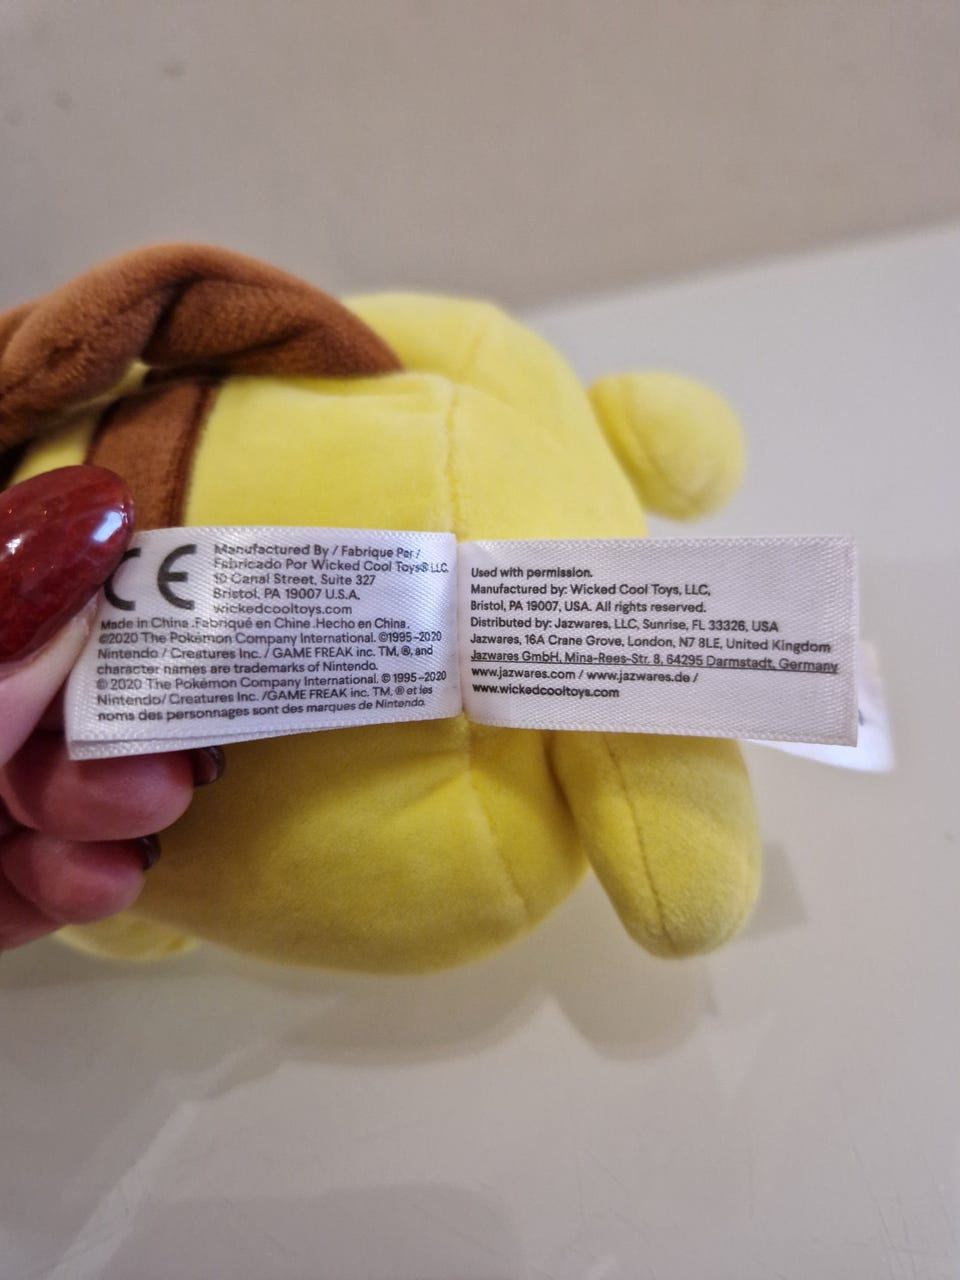 CE
Manufactured By / Fabrique Par /
Fabricado Por Wicked Cool Toys® LLC.
10 Canal Street, Suite 327
Bristol, PA 19007 U.S.A.
wickedcooltoys.com
Made in China .Fabriqué en Chine .Hecho en China.
©2020 The Pokémon Company International. ©1995–2020
Nintendo / Creatures Inc. / GAME FREAK inc. TM, ®, and
character names are trademarks of Nintendo.
© 2020 The Pokémon Company International. © 1995-2020
Nintendo/ Creatures Inc. /GAME FREAK inc. TM, ® et les
noms des personnages sont des marques de Nintendo.
Used with permission.
Manufactured by: Wicked Cool Toys, LLC,
Bristol, PA 19007, USA. All rights reserved.
Distributed by: Jazwares, LLC, Sunrise, FL 33326, USA
Jazwares, 16A Crane Grove, London, N7 8LE, United Kingdom
Jazwares GmbH, Mina-Rees-Str. 8, 64295 Darmstadt, Germany
www.jazwares.com / www.jazwares.de /
www.wickedcooltoys.com